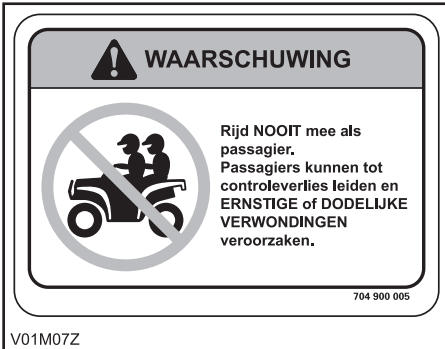 WAARSCHUWING
Rijd NOOIT mee als
passagier.
Passagiers kunnen tot
controleverlies leiden en
ERNSTIGE of DODELIJKE
VERWONDINGEN
veroorzaken.
704 900 005
V01M07Z